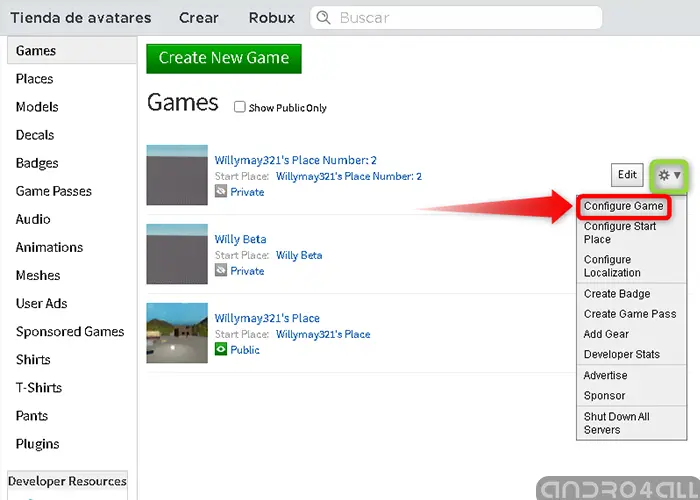 Tienda de avatares Crear Robux Buscar
Games
Places
Models
Decals
Badges
Game Passes
Audio
Animations
Meshes
User Ads
Sponsored Games
Shirts
T-Shirts
Pants
Plugins
Developer Resources
Create New Game
Games Show Public Only
Willymay321's Place Number: 2
Start Place: Willymay321's Place Number: 2
Private
Edit
Willy Beta
Start Place: Willy Beta
Private
Willymay321's Place
Start Place: Willymay321's Place
Public
Configure Game
Configure Start
Place
Configure
Localization
Create Badge
Create Game Pass
Add Gear
Developer Stats
Advertise
Sponsor
Shut Down All
Servers
andro4all